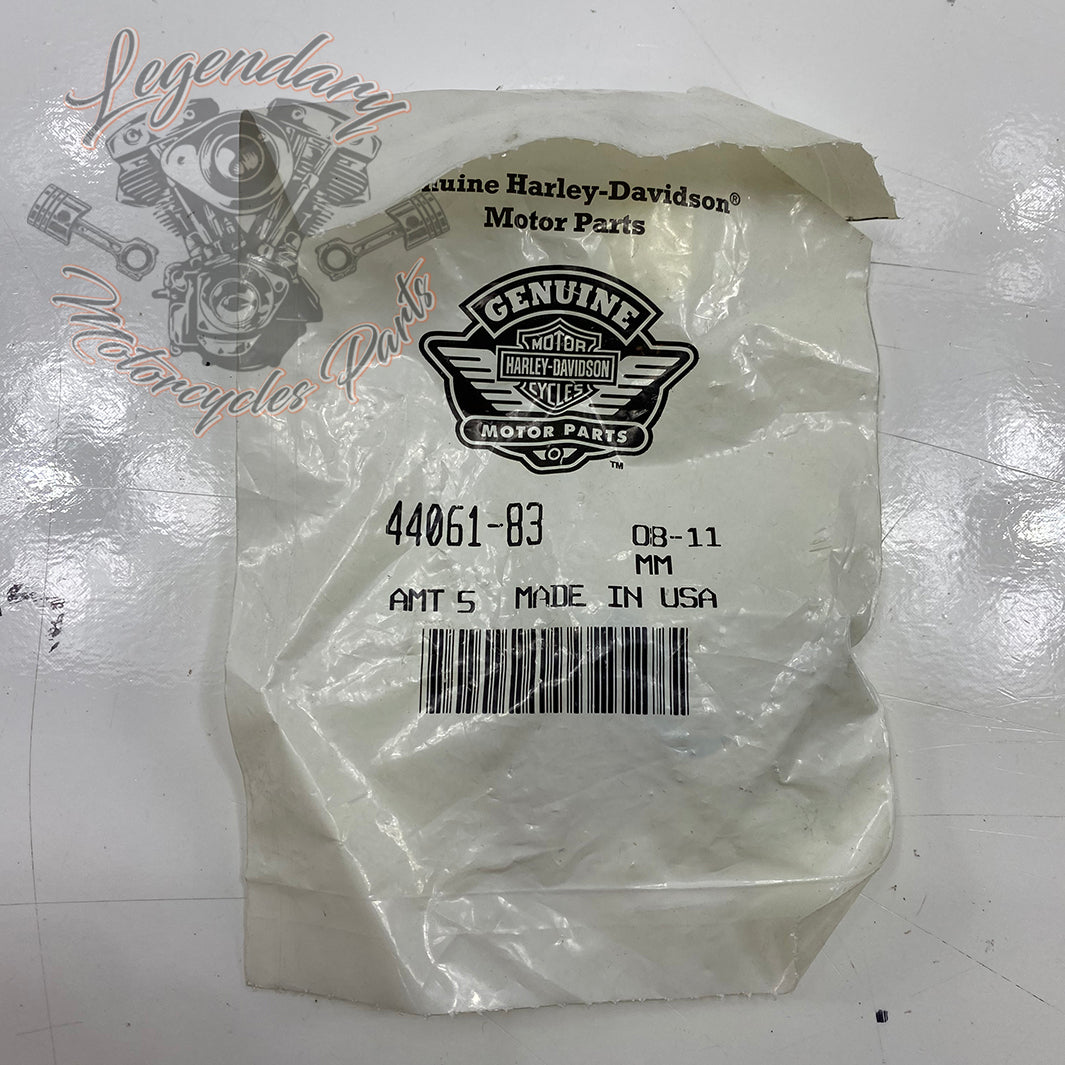 Legendary
Motorcycles Parts
nuine Harley-Davidson®
Motor Parts
GENUINE
MOTOR
HARLEY-DAVIDSON
CYCLES
MOTOR PARTS
TM
44061-83
08-11
MM
AMT 5 MADE IN USA